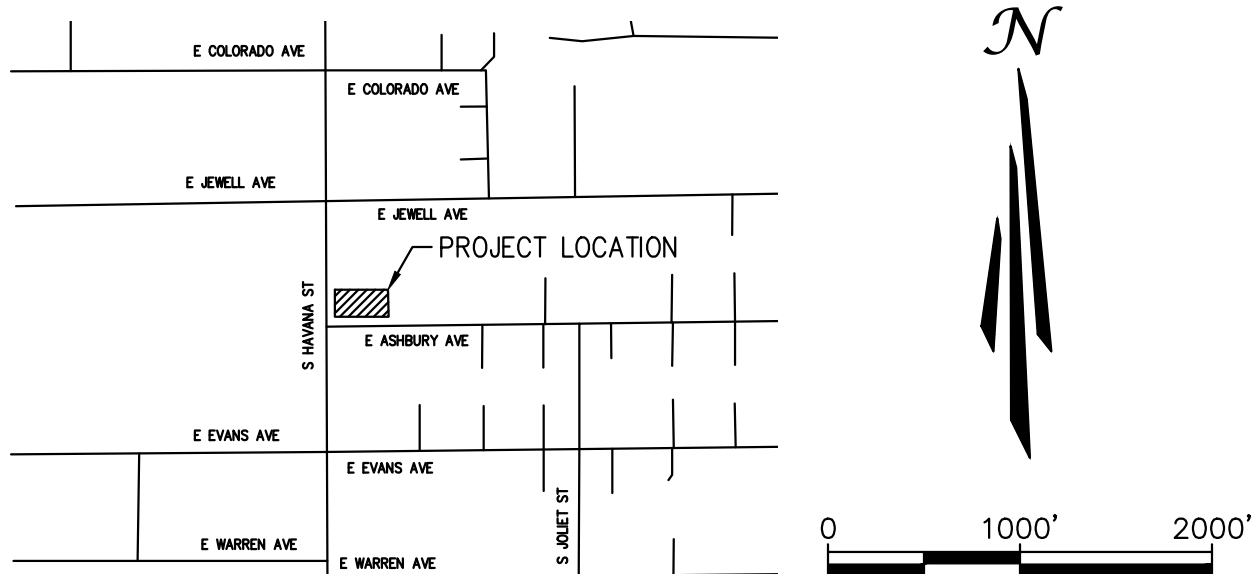 N
E COLORADO AVE
E COLORADO AVE
E JEWELL AVE
E JEWELL AVE
PROJECT LOCATION
S HAVANA ST
E ASHBURY AVE
E EVANS AVE
E EVANS AVE
S JOLIET ST
0 1000' 2000'
E WARREN AVE
E WARREN AVE